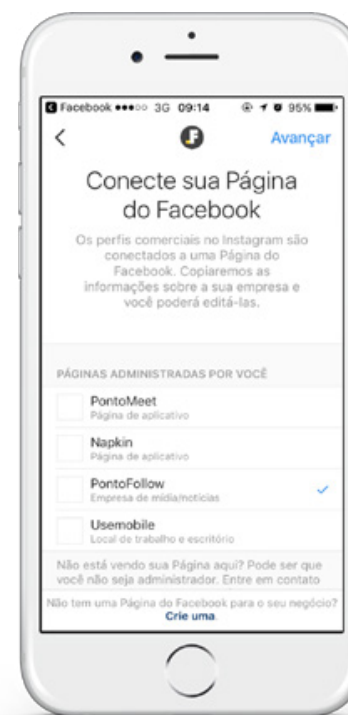 Facebook 3G 09:14 95%
Avançar
Conecte sua Página
do Facebook
Os perfis comerciais no Instagram são
conectados a uma Página do
Facebook. Copiaremos as
informações sobre a sua empresa e
você poderá editá-las.
PÁGINAS ADMINISTRADAS POR VOCÊ
PontoMeet
Página de aplicativo
Napkin
Página de aplicativo
PontoFollow
Empresa de mídia/notícias
Usemobile
Local de trabalho e escritório
Não está vendo sua Página aqui? Pode ser que
você não seja administrador. Entre em contato
Não tem uma Página do Facebook para o seu negócio?
Crie uma.